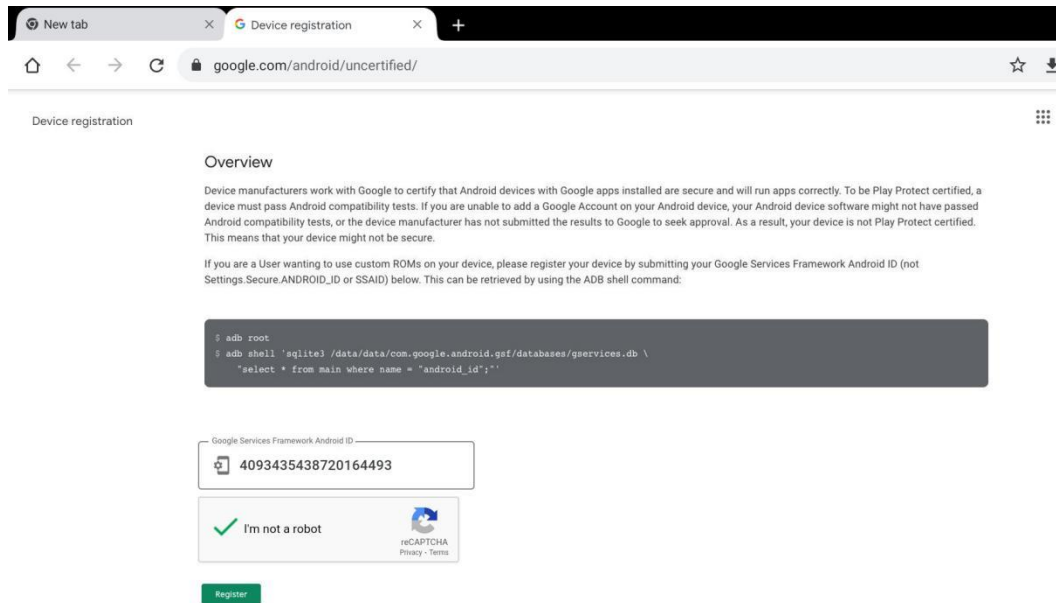 New tab
Device registration
google.com/android/uncertified/
Device registration
Overview
Device manufacturers work with Google to certify that Android devices with Google apps installed are secure and will run apps correctly. To be Play Protect certified, a
device must pass Android compatibility tests. If you are unable to add a Google Account on your Android device, your Android device software might not have passed
Android compatibility tests, or the device manufacturer has not submitted the results to Google to seek approval. As a result, your device is not Play Protect certified.
This means that your device might not be secure.
If you are a User wanting to use custom ROMs on your device, please register your device by submitting your Google Services Framework Android ID (not
Settings.Secure.ANDROID_ID or SSAID) below. This can be retrieved by using the ADB shell command:
$ adb root
$ adb shell 'sqlite3 /data/data/com.google.android.gsf/databases/gservices.db \
"select * from main where name = "android_id";"'
Google Services Framework Android ID
4093435438720164493
I'm not a robot
reCAPTCHA
Privacy - Terms
Register